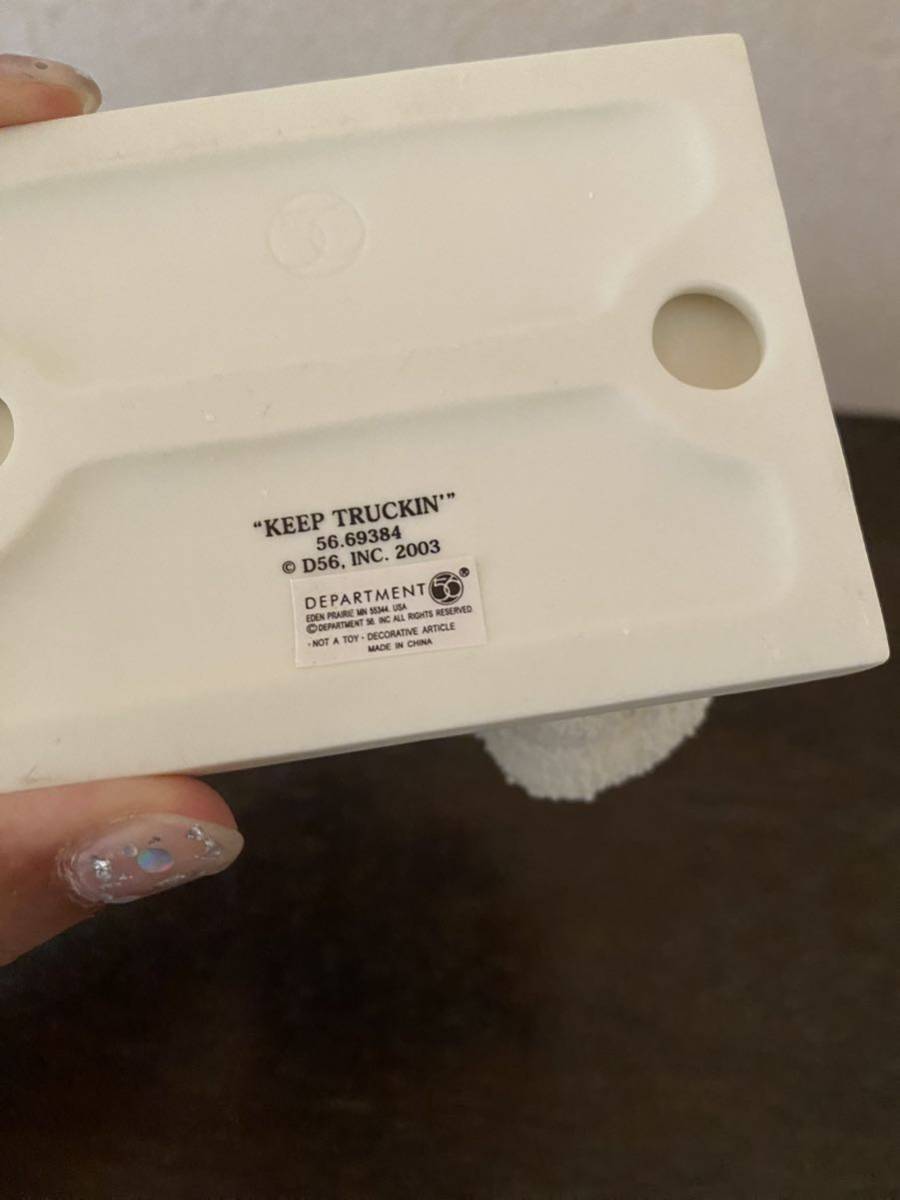 56
“KEEP TRUCKIN'”
56.69384
© D56, INC. 2003
DEPARTMENT 56®
EDEN PRAIRIE MN 55344. USA
©DEPARTMENT 56. INC ALL RIGHTS RESERVED
· NOT A TOY · DECORATIVE ARTICLE
MADE IN CHINA